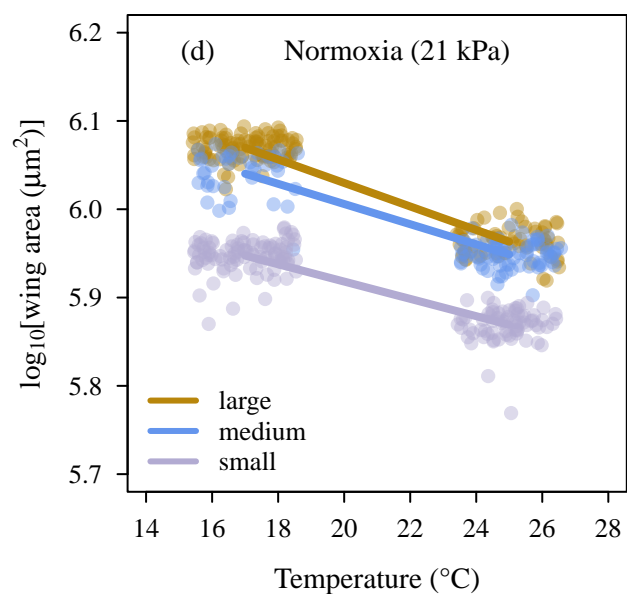 (d) Normoxia (21 kPa)
log₁₀[wing area (μm²)]
6.2
6.1
6.0
5.9
5.8
5.7
large
medium
small
14 16 18 20 22 24 26 28
Temperature (°C)